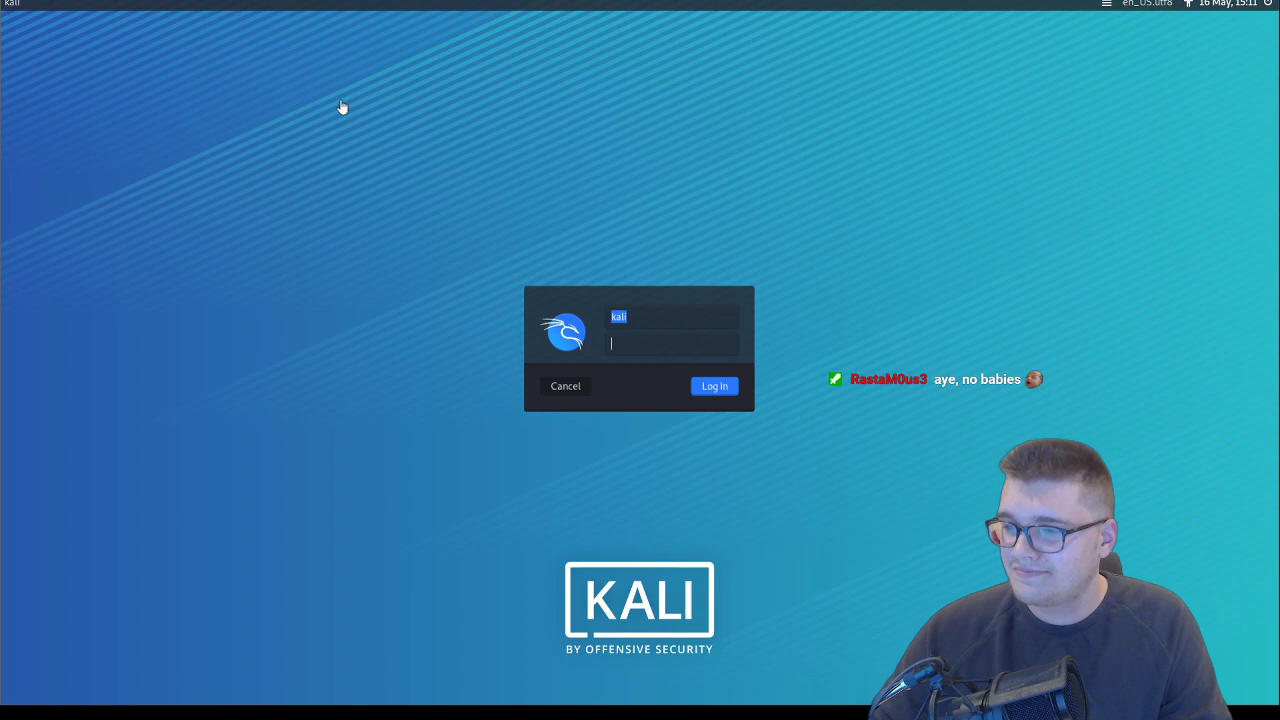 kali
en_US.utf8 16 May, 15:11
kali
Cancel Log In
RastaM0us3 aye, no babies
KALI
BY OFFENSIVE SECURITY